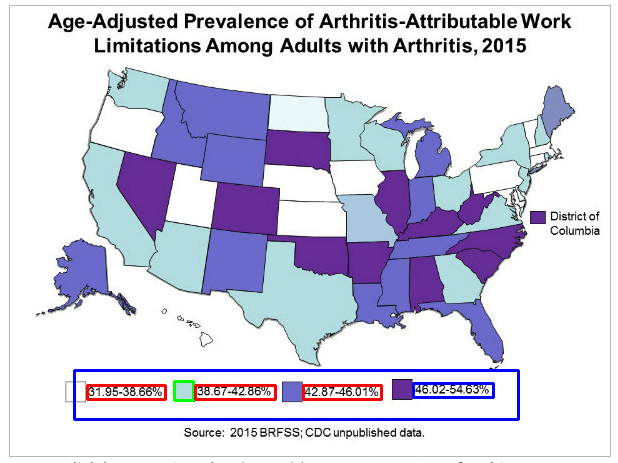 Age-Adjusted Prevalence of Arthritis-Attributable Work
Limitations Among Adults with Arthritis, 2015
District of
Columbia
31.95-38.66% 38.67-42.86% 42.87-46.01% 46.02-54.63%
Source: 2015 BRFSS; CDC unpublished data.